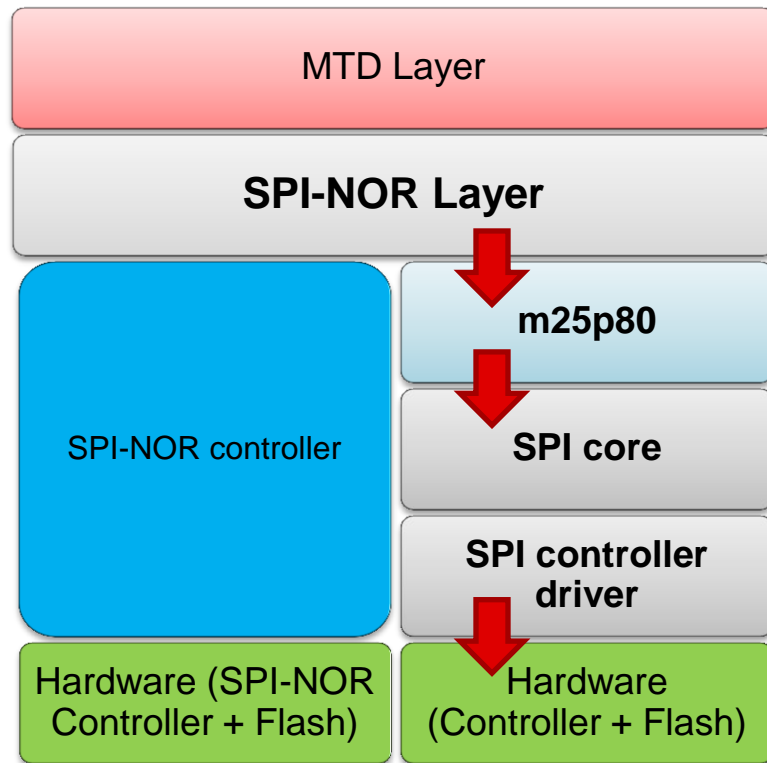 MTD Layer
SPI-NOR Layer
m25p80
SPI-NOR controller
SPI core
SPI controller
driver
Hardware (SPI-NOR
Controller + Flash)
Hardware
(Controller + Flash)